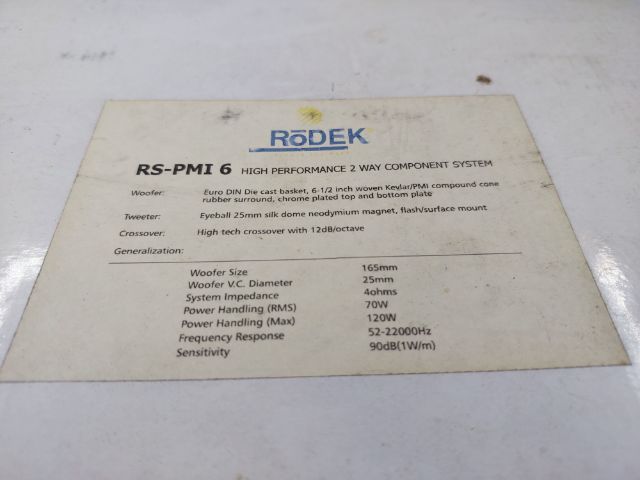 RōDEK
RS-PMI 6 HIGH PERFORMANCE 2 WAY COMPONENT SYSTEM
Woofer: Euro DIN Die cast basket, 6-1/2 inch woven Kevlar/PMI compound cone
rubber surround, chrome plated top and bottom plate
Tweeter: Eyeball 25mm silk dome neodymium magnet, flash/surface mount
Crossover: High tech crossover with 12dB/octave
Generalization:
Woofer Size 165mm
Woofer V.C. Diameter 25mm
System Impedance 4ohms
Power Handling (RMS) 70W
Power Handling (Max) 120W
Frequency Response 52-22000Hz
Sensitivity 90dB(1W/m)